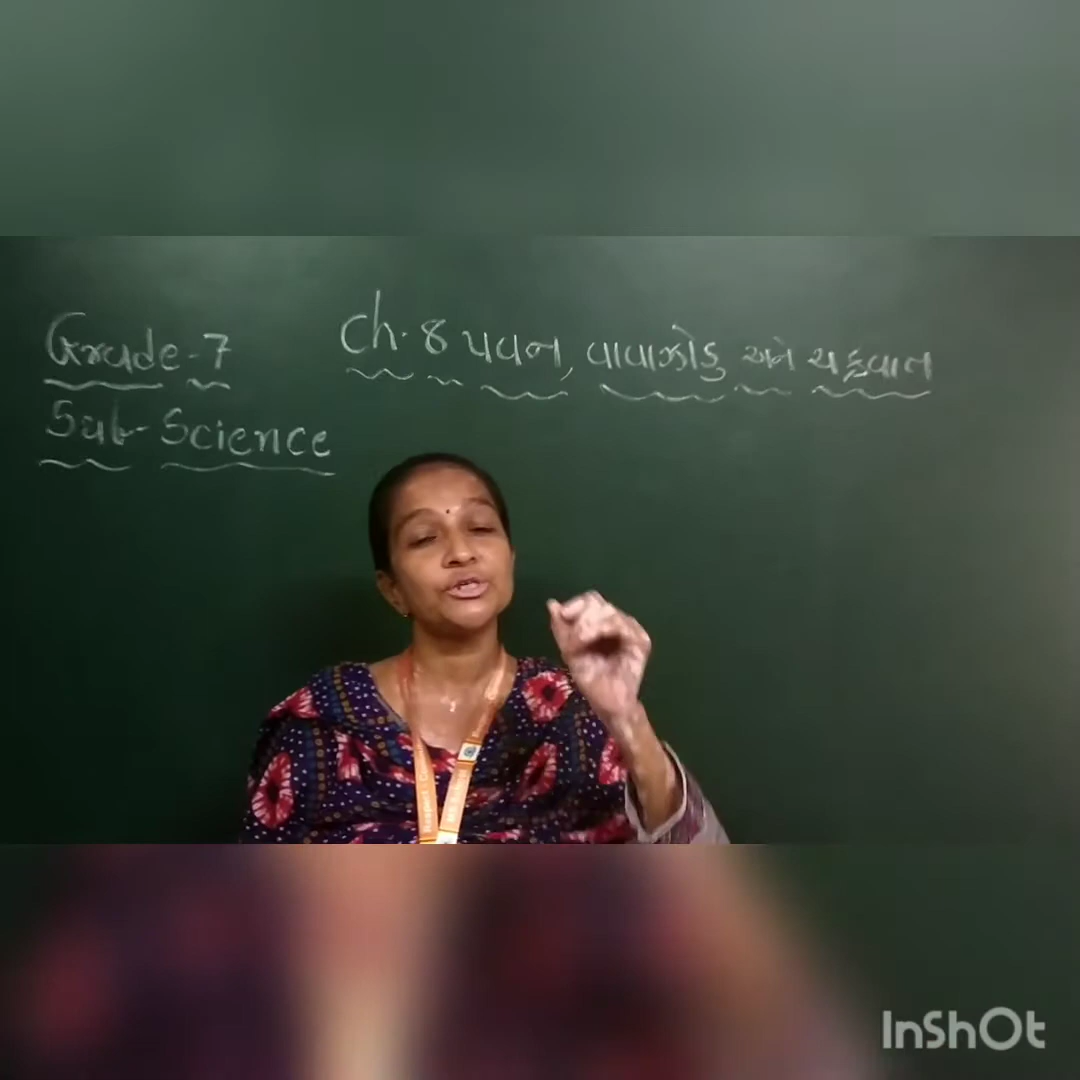 Grade-7
Ch. 8 પવન, વાવાઝોડુ અને ચક્રવાત
Sub- Science
InShOt